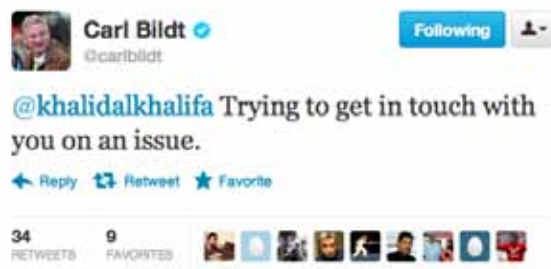 Carl Bildt
@carlbildt
Following
@khalidalkhalifa Trying to get in touch with
you on an issue.
Reply Retweet Favorite
34 9
RETWEETS FAVORITES